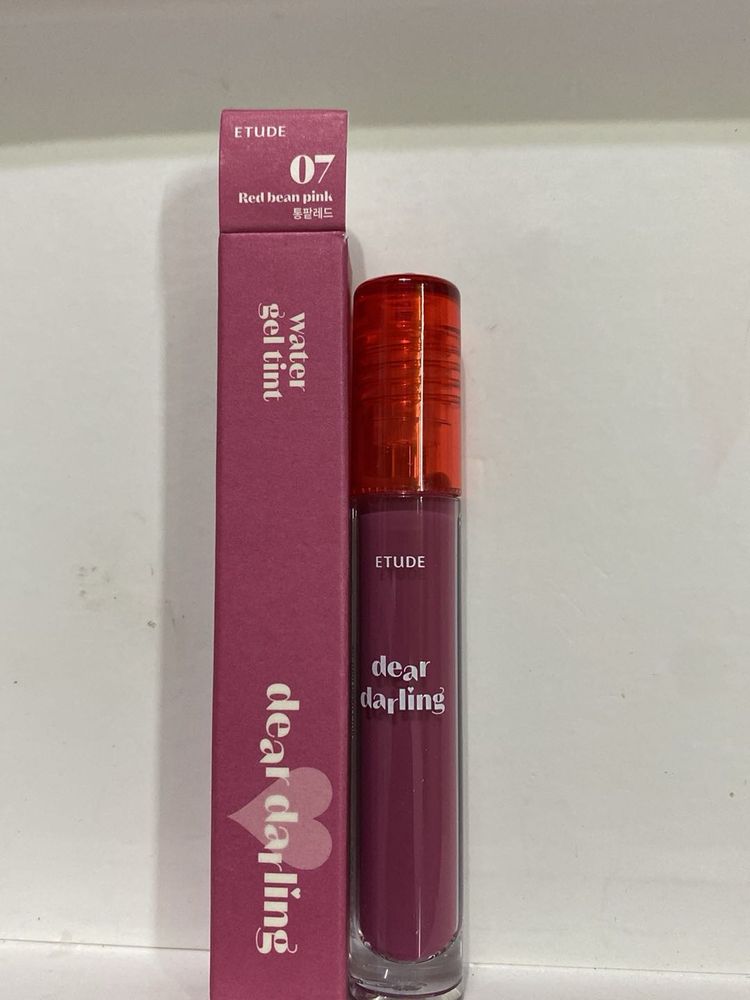 ETUDE
07
Red bean pink
통팥레드
water
gel tint
dear darling
ETUDE
dear
darling